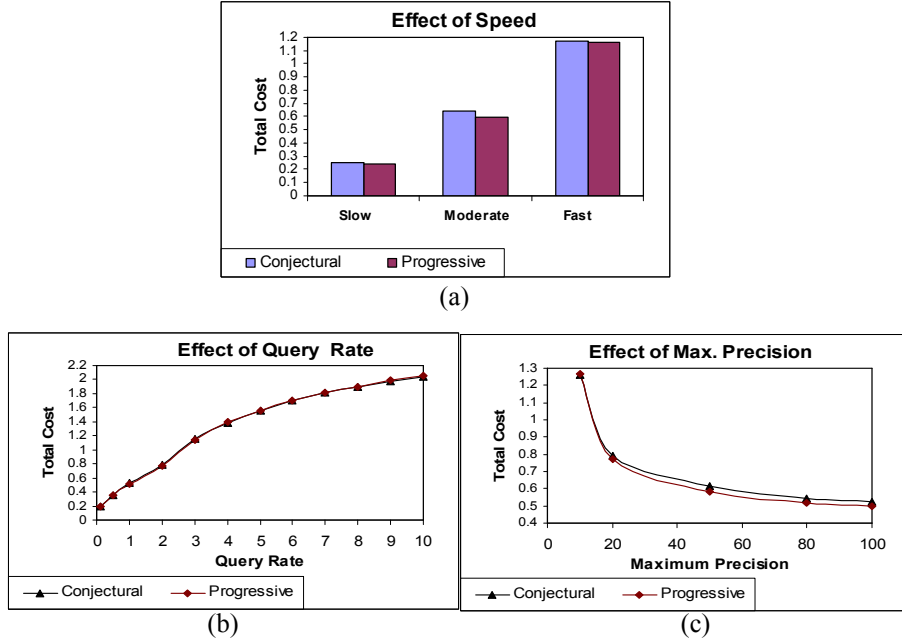 Effect of Speed
Total Cost
1.2
1.1
1
0.9
0.8
0.7
0.6
0.5
0.4
0.3
0.2
0.1
0
Slow Moderate Fast
Conjectural Progressive
(a)
Effect of Query Rate
Total Cost
2.2
2
1.8
1.6
1.4
1.2
1
0.8
0.6
0.4
0.2
0
0 1 2 3 4 5 6 7 8 9 10
Query Rate
Conjectural Progressive
(b)
Effect of Max. Precision
Total Cost
1.3
1.2
1.1
1
0.9
0.8
0.7
0.6
0.5
0.4
0 20 40 60 80 100
Maximum Precision
Conjectural Progressive
(c)